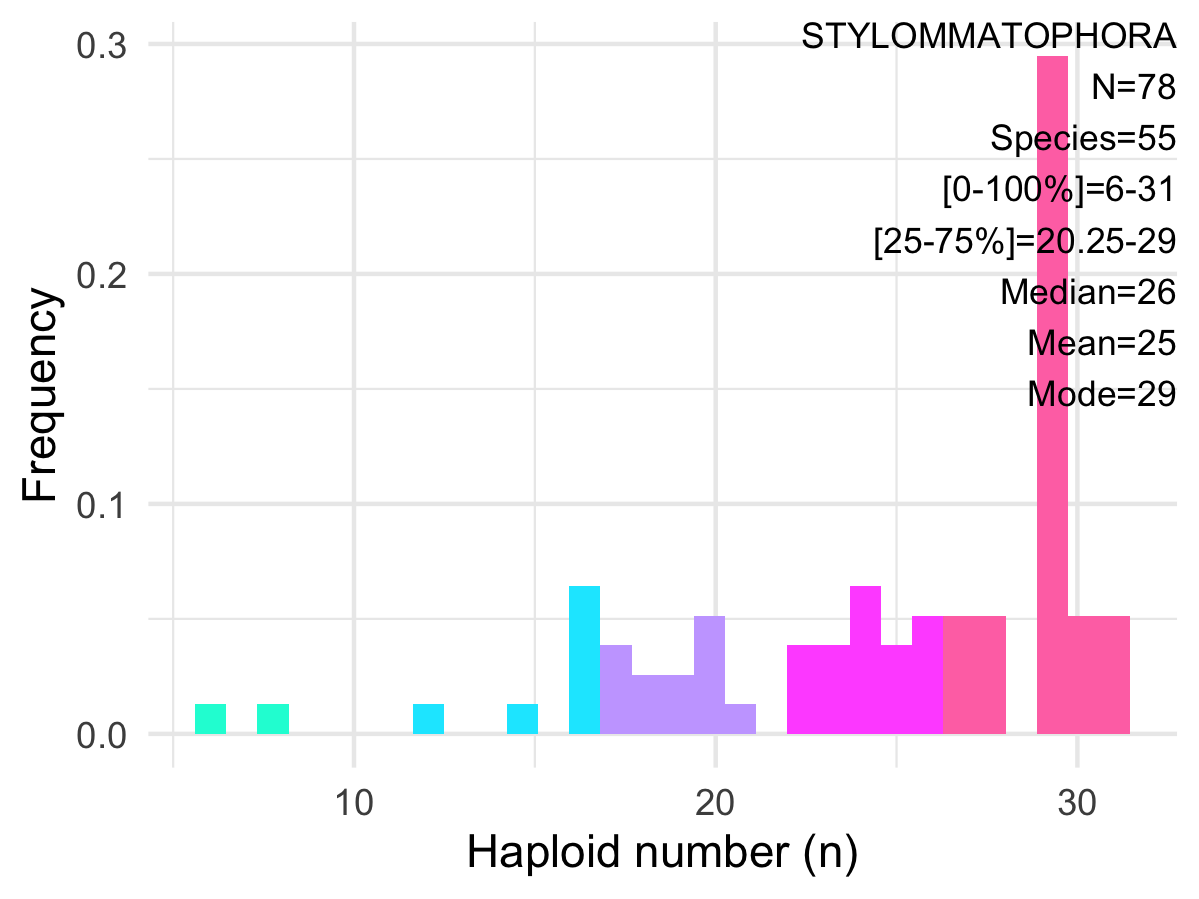 STYLOMMATOPHORA
N=78
Species=55
[0-100%]=6-31
[25-75%]=20.25-29
Median=26
Mean=25
Mode=29
0.3
0.2
0.1
0.0
Frequency
10 20 30
Haploid number (n)